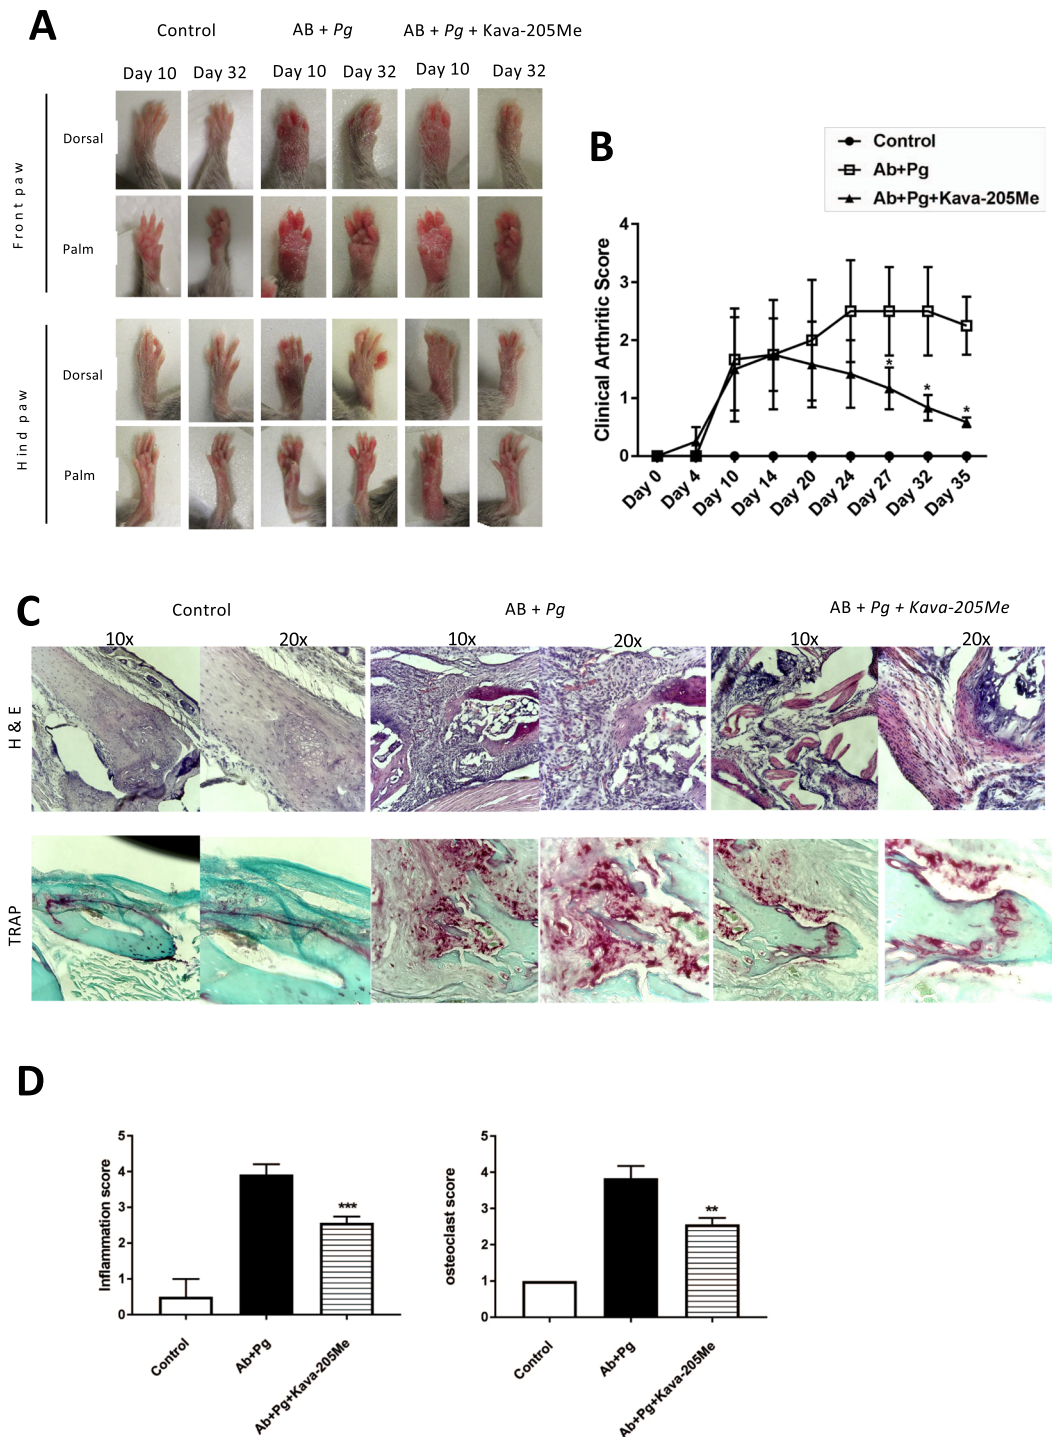 A
Control
AB + Pg
AB + Pg + Kava-205Me
Day 10
Day 32
Day 10
Day 32
Day 10
Day 32
Front paw
Dorsal
Palm
Hind paw
Dorsal
Palm
B
Control
Ab+Pg
Ab+Pg+Kava-205Me
Clinical Arthritic Score
4
3
2
1
0
*
*
*
Day 0
Day 4
Day 10
Day 14
Day 20
Day 24
Day 27
Day 32
Day 35
C
Control
AB + Pg
AB + Pg + Kava-205Me
10x
20x
10x
20x
10x
20x
H & E
TRAP
D
Inflammation score
5
4
3
2
1
0
***
Control
Ab+Pg
Ab+Pg+Kava-205Me
osteoclast score
5
4
3
2
1
0
**
Control
Ab+Pg
Ab+Pg+Kava-205Me